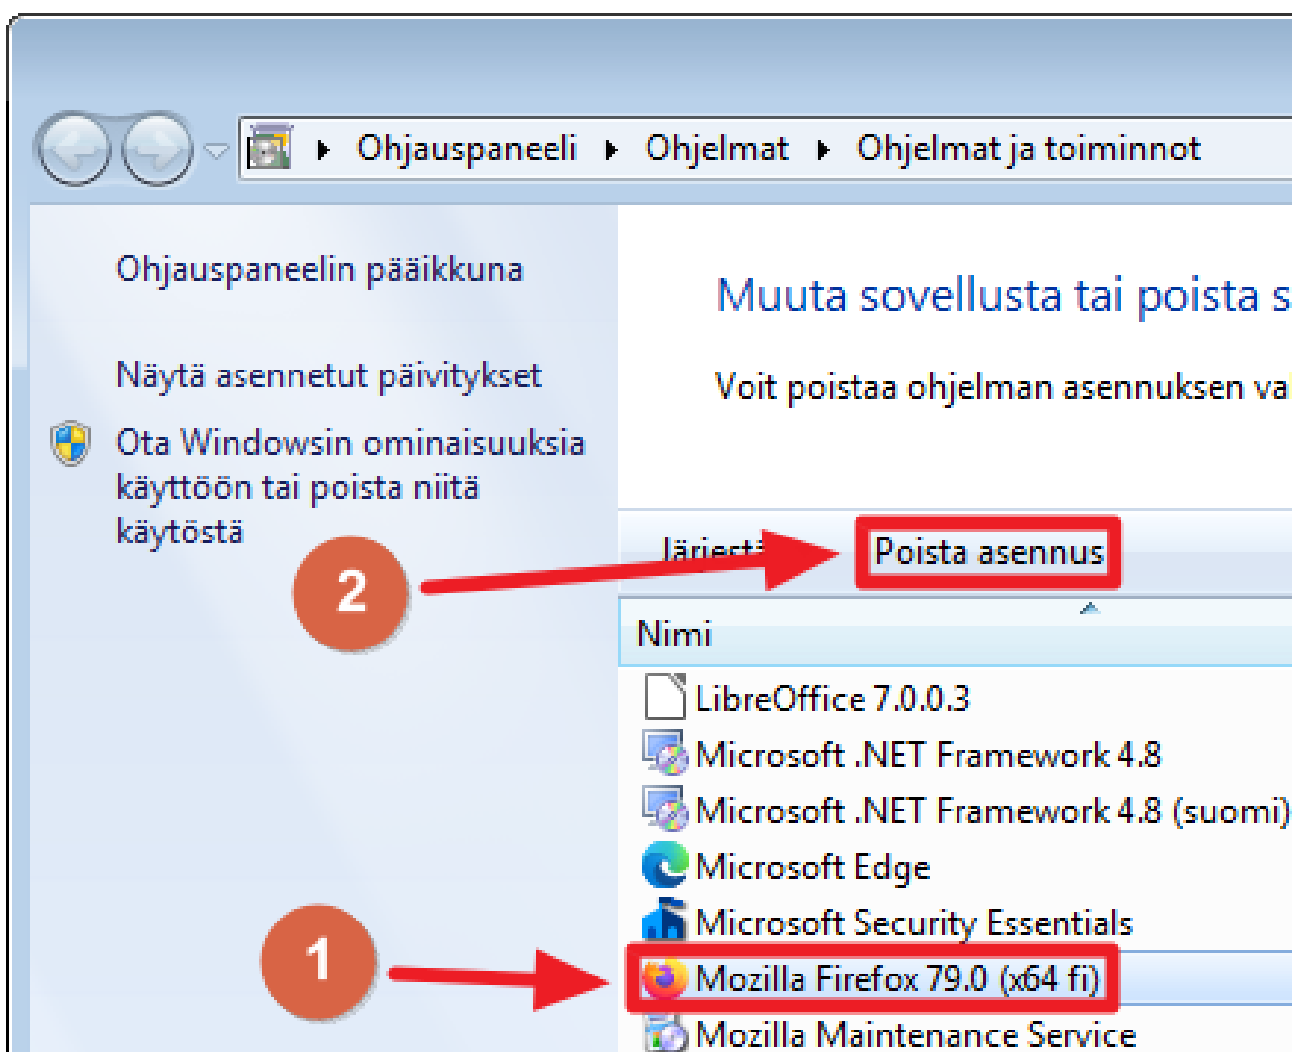 Ohjauspaneeli Ohjelmat Ohjelmat ja toiminnot
Ohjauspaneelin pääikkuna
Näytä asennetut päivitykset
Ota Windowsin ominaisuuksia
käyttöön tai poista niitä
käytöstä
Muuta sovellusta tai poista s
Voit poistaa ohjelman asennuksen va
2
Poista asennus
Nimi
LibreOffice 7.0.0.3
Microsoft .NET Framework 4.8
Microsoft .NET Framework 4.8 (suomi)
Microsoft Edge
Microsoft Security Essentials
1
Mozilla Firefox 79.0 (x64 fi)
Mozilla Maintenance Service